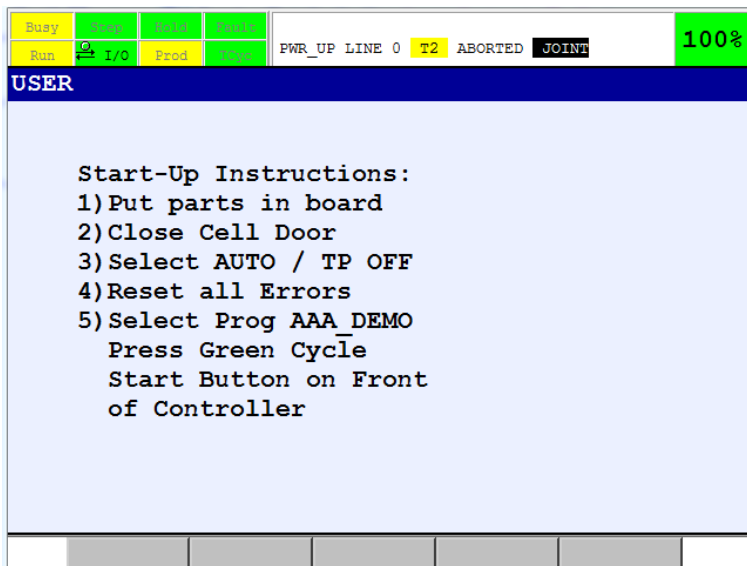 Busy Step Hold Fault
Run I/O Prod TCyc
PWR_UP LINE 0 T2 ABORTED JOINT
100%
USER
Start-Up Instructions:
1)Put parts in board
2)Close Cell Door
3)Select AUTO / TP OFF
4)Reset all Errors
5)Select Prog AAA_DEMO
Press Green Cycle
Start Button on Front
of Controller